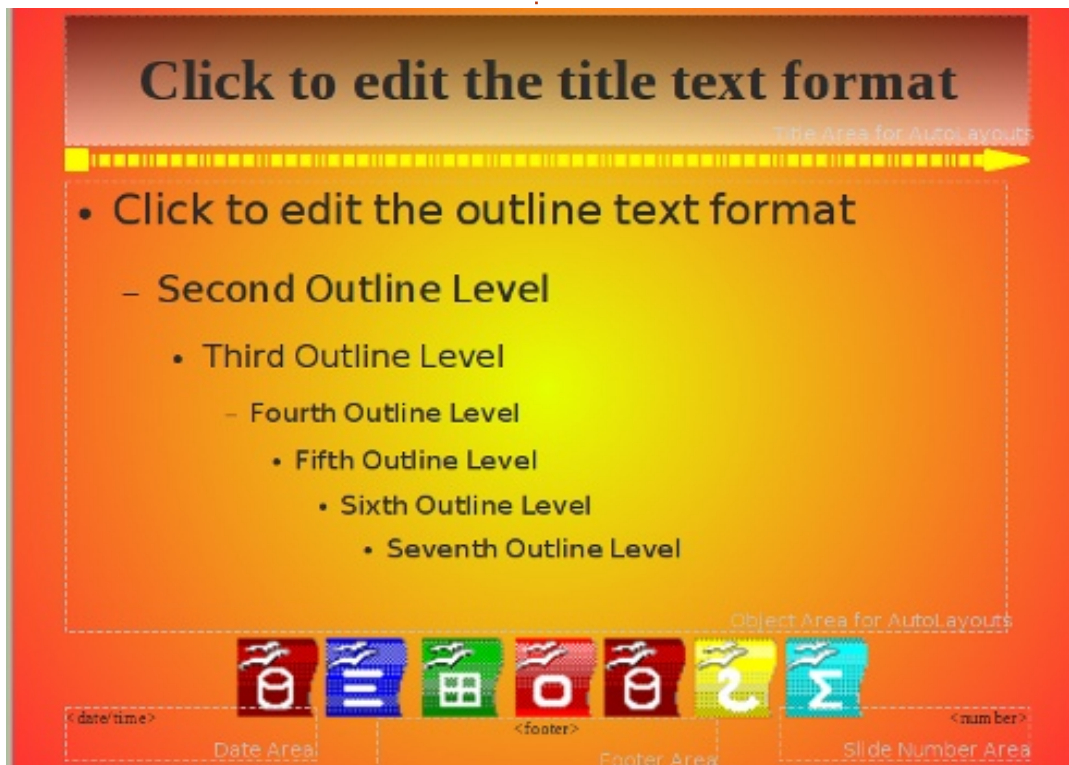 Click to edit the title text format
Title Area for AutoLayouts
• Click to edit the outline text format
– Second Outline Level
• Third Outline Level
– Fourth Outline Level
• Fifth Outline Level
• Sixth Outline Level
• Seventh Outline Level
Object Area for AutoLayouts
<date/time>
Date Area
<footer>
Footer Area
<number>
Slide Number Area